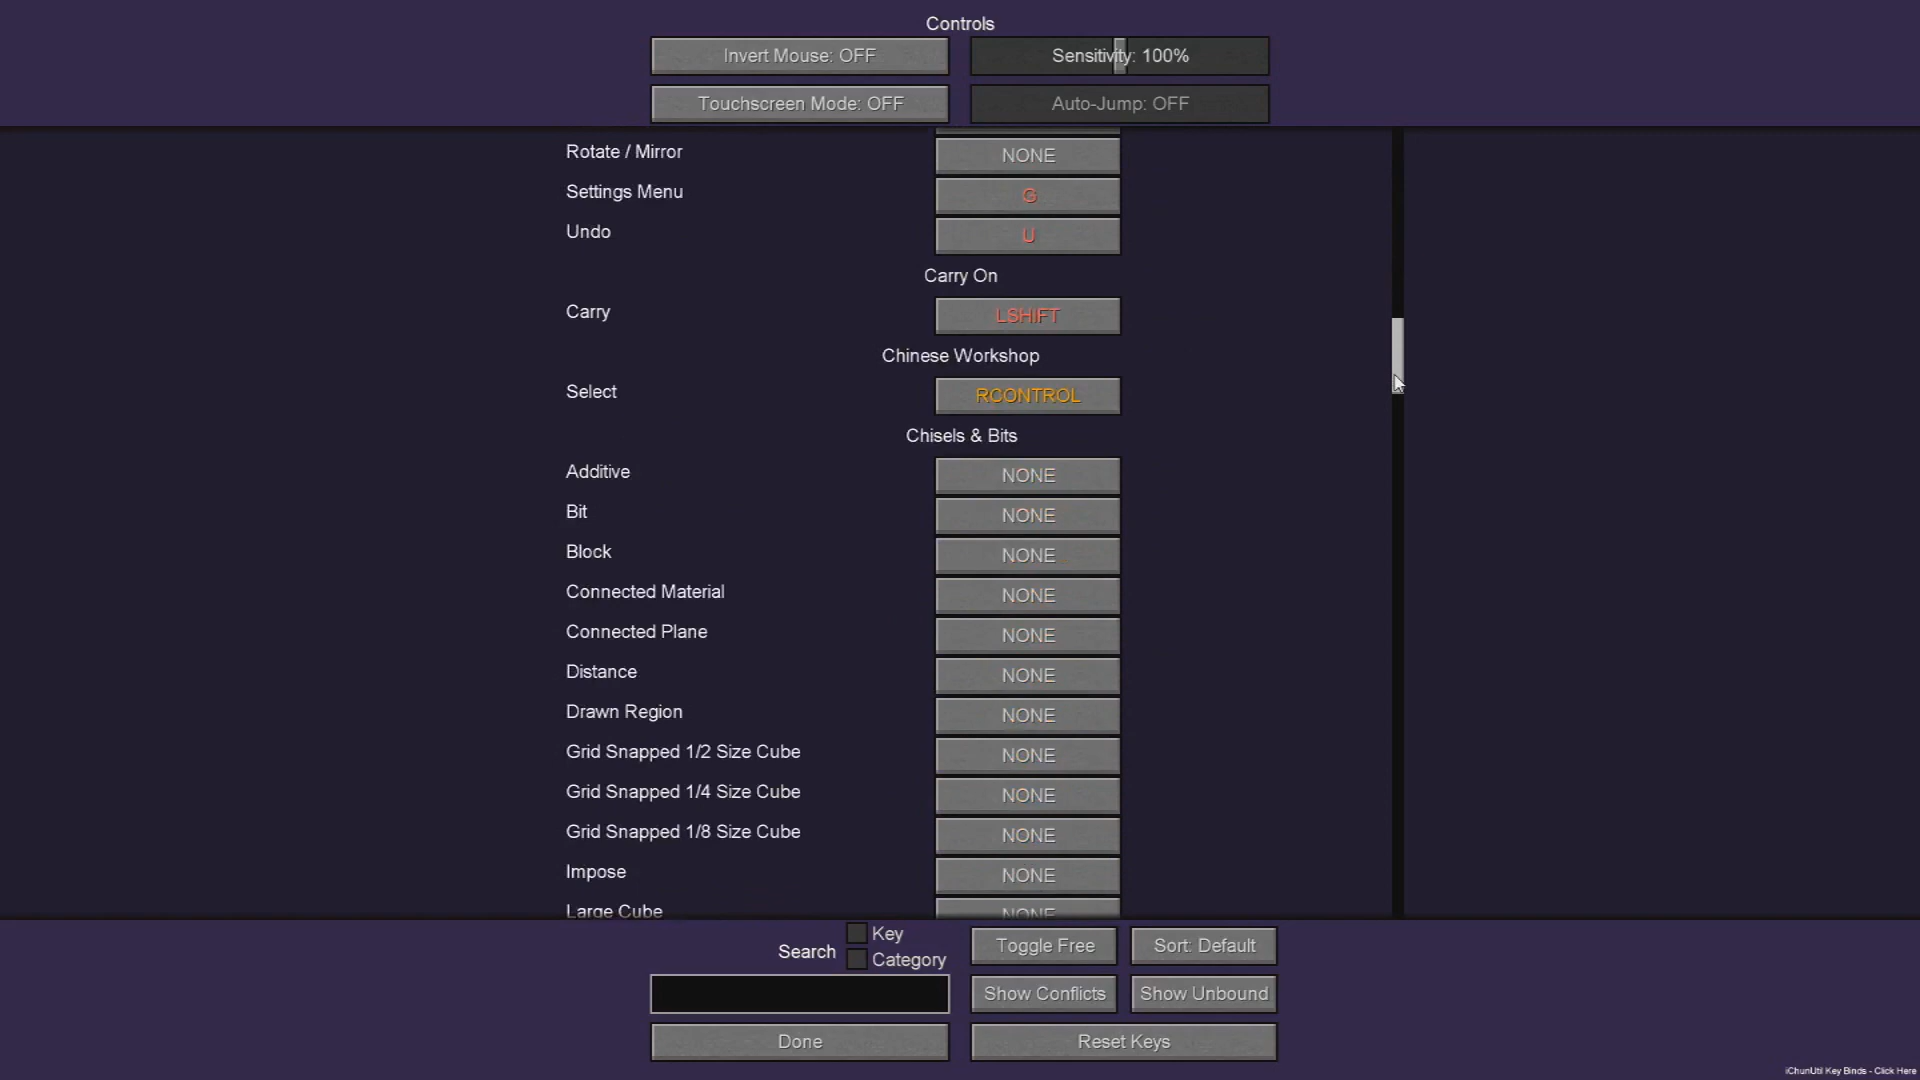 Controls
Invert Mouse: OFF
Sensitivity: 100%
Touchscreen Mode: OFF
Auto-Jump: OFF
Rotate / Mirror
NONE
Settings Menu
G
Undo
U
Carry On
Carry
LSHIFT
Chinese Workshop
Select
RCONTROL
Chisels & Bits
Additive
NONE
Bit
NONE
Block
NONE
Connected Material
NONE
Connected Plane
NONE
Distance
NONE
Drawn Region
NONE
Grid Snapped 1/2 Size Cube
NONE
Grid Snapped 1/4 Size Cube
NONE
Grid Snapped 1/8 Size Cube
NONE
Impose
NONE
Large Cube
NONE
Search
Key
Category
Toggle Free
Sort: Default
Show Conflicts
Show Unbound
Done
Reset Keys
iChunUtil Key Binds - Click Here